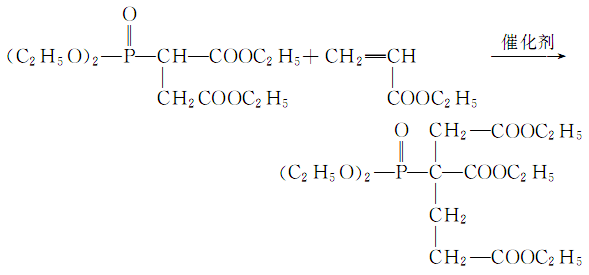 O
(C₂H₅O)₂—P—CH—COOC₂H₅+CH₂═CH 催化剂
CH₂COOC₂H₅ COOC₂H₅
O CH₂—COOC₂H₅
(C₂H₅O)₂—P—C—COOC₂H₅
CH₂
CH₂—COOC₂H₅